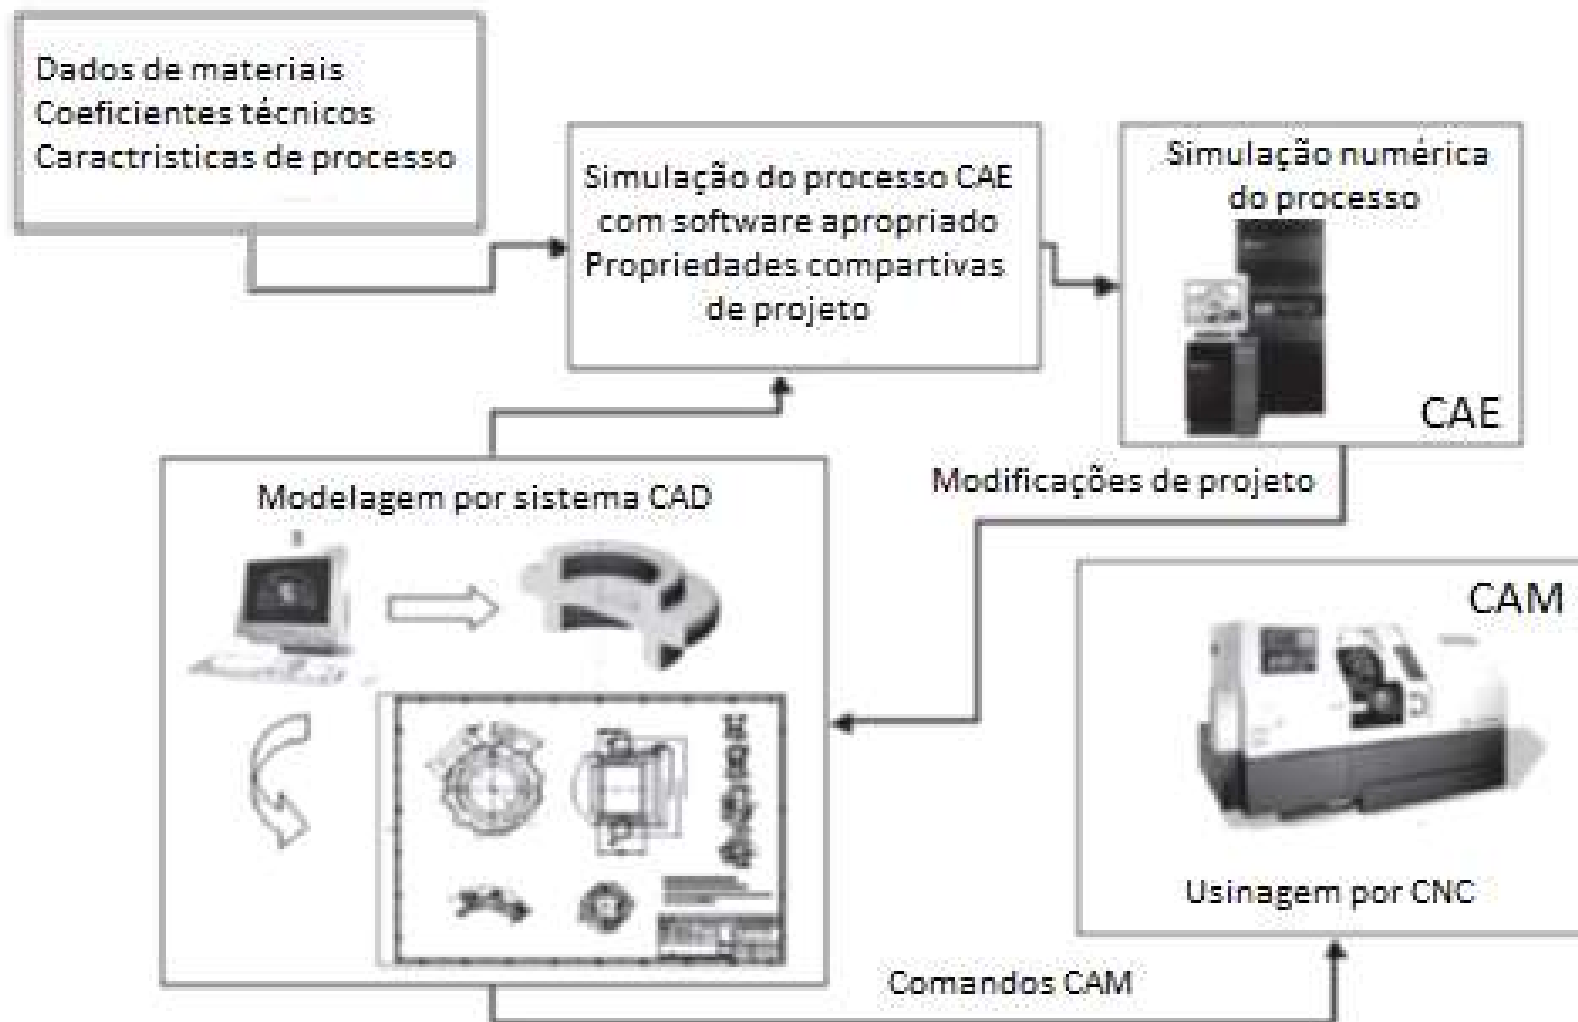 Dados de materiais
Coeficientes técnicos
Caractristicas de processo
Simulação do processo CAE
com software apropriado
Propriedades compartivas
de projeto
Simulação numérica
do processo
CAE
Modificações de projeto
Modelagem por sistema CAD
CAM
Usinagem por CNC
Comandos CAM